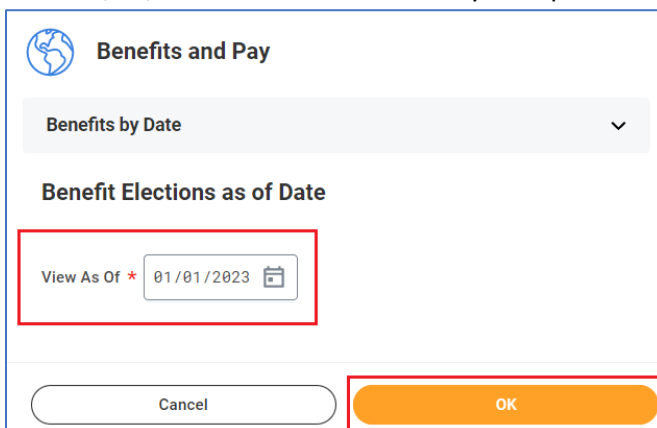 Benefits and Pay
Benefits by Date
Benefit Elections as of Date
View As Of * 01/01/2023
Cancel OK